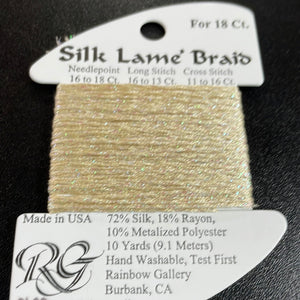 For 18 Ct.
Silk Lamé Braid
Needlepoint Long Stitch Cross Stitch
16 to 18 Ct. 16 to 13 Ct. 11 to 16 Ct.
Made in USA
RG
72% Silk, 18% Rayon,
10% Metalized Polyester
10 Yards (9.1 Meters)
Hand Washable, Test First
Rainbow Gallery
Burbank, CA